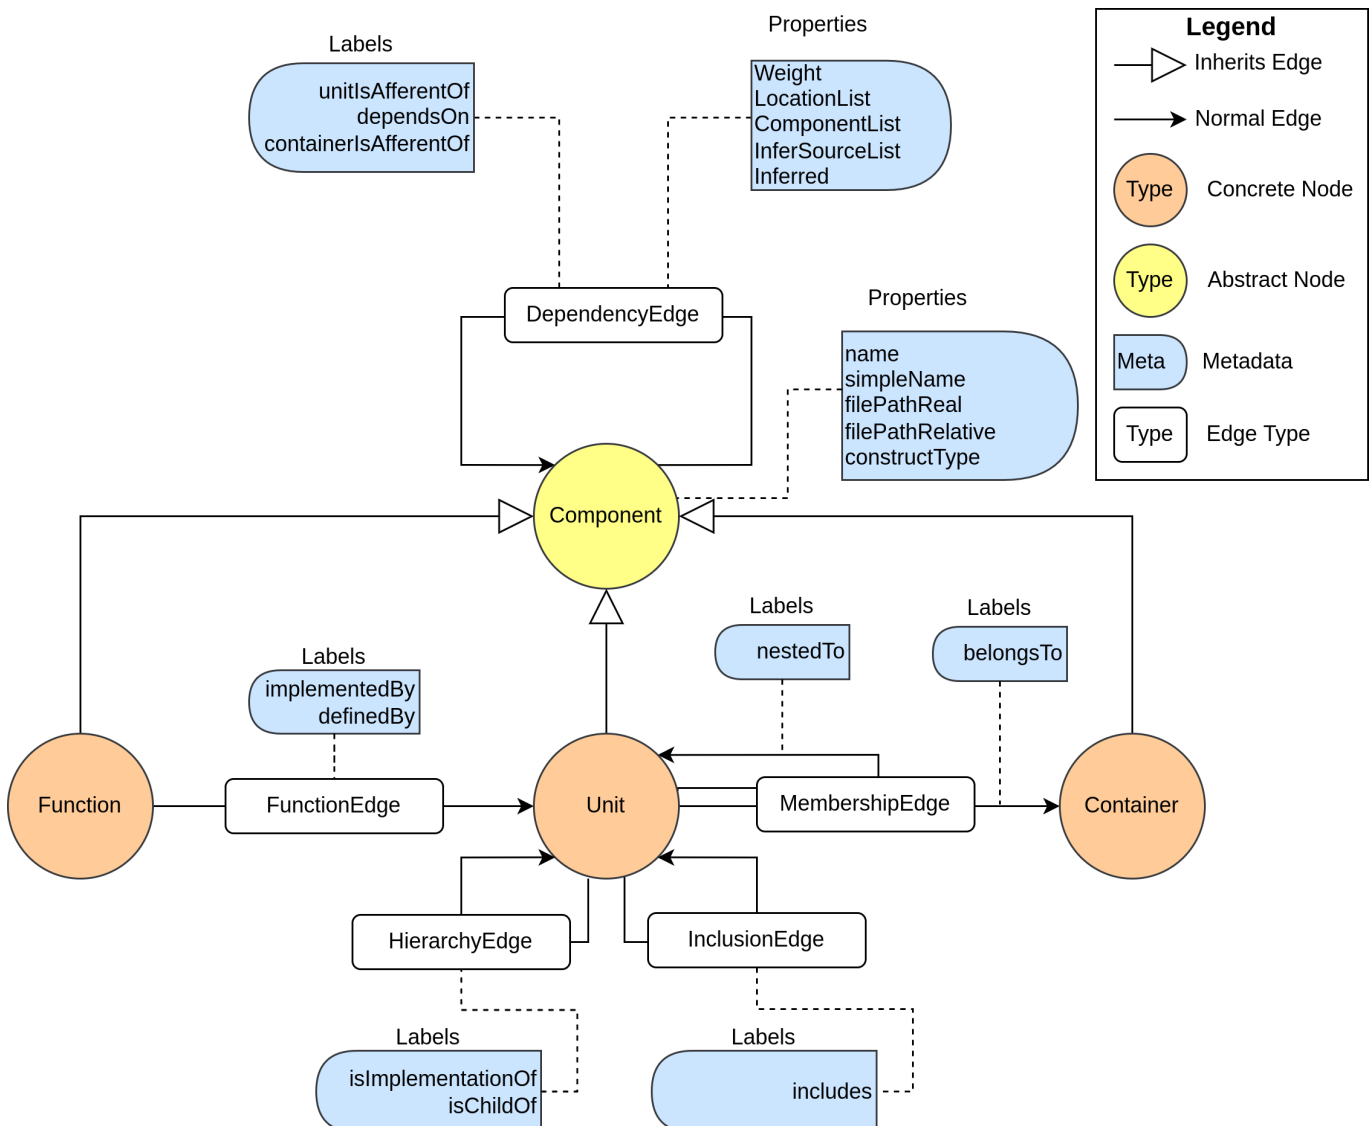 Labels
unitIsAfferentOf
dependsOn
containerIsAfferentOf
Properties
Weight
LocationList
ComponentList
InferSourceList
Inferred
Legend
Inherits Edge
Normal Edge
Type
Concrete Node
Type
Abstract Node
Meta
Metadata
Type
Edge Type
DependencyEdge
Properties
name
simpleName
filePathReal
filePathRelative
constructType
Component
Labels
implementedBy
definedBy
Labels
nestedTo
Labels
belongsTo
Function
FunctionEdge
Unit
MembershipEdge
Container
HierarchyEdge
InclusionEdge
Labels
isImplementationOf
isChildOf
Labels
includes